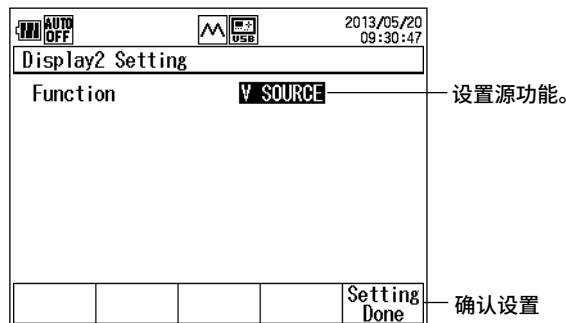 AUTO
OFF
USB
2013/05/20
09:30:47
Display2 Setting
Function V SOURCE
设置源功能。
Setting
Done
确认设置